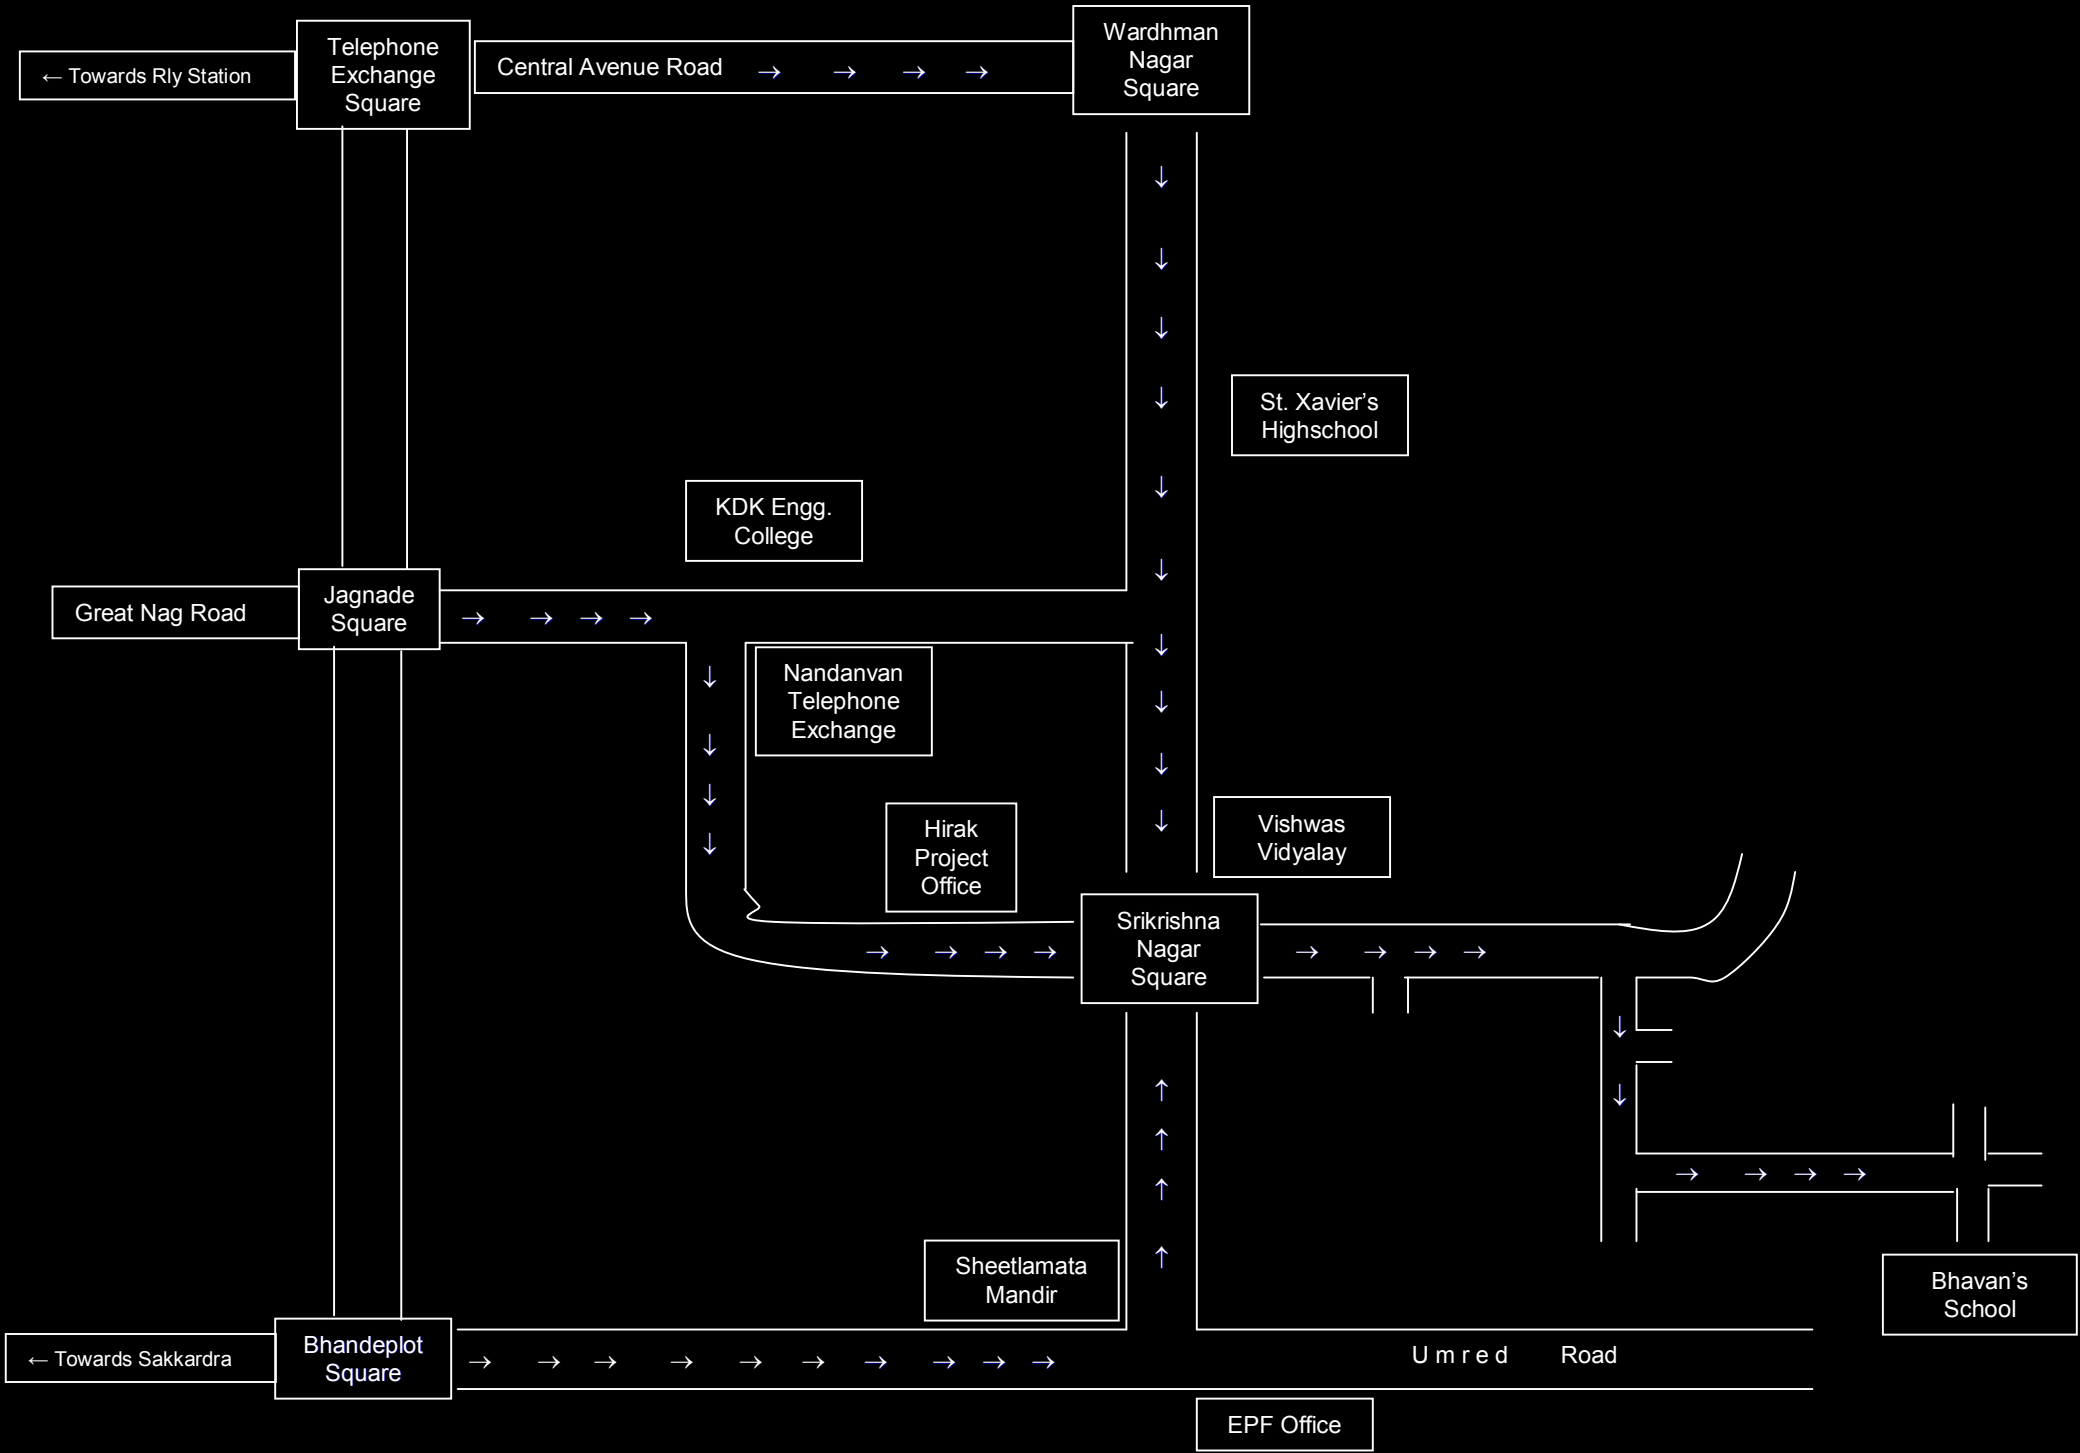 Telephone
Exchange
Square
← Towards Rly Station
Central Avenue Road → → → →
Wardhman
Nagar
Square
St. Xavier's
Highschool
KDK Engg.
College
Jagnade
Square
Great Nag Road
Nandanvan
Telephone
Exchange
Hirak
Project
Office
Vishwas
Vidyalay
Srikrishna
Nagar
Square
Sheetlamata
Mandir
Bhavan's
School
Bhandeplot
Square
← Towards Sakkardra
Umred Road
EPF Office